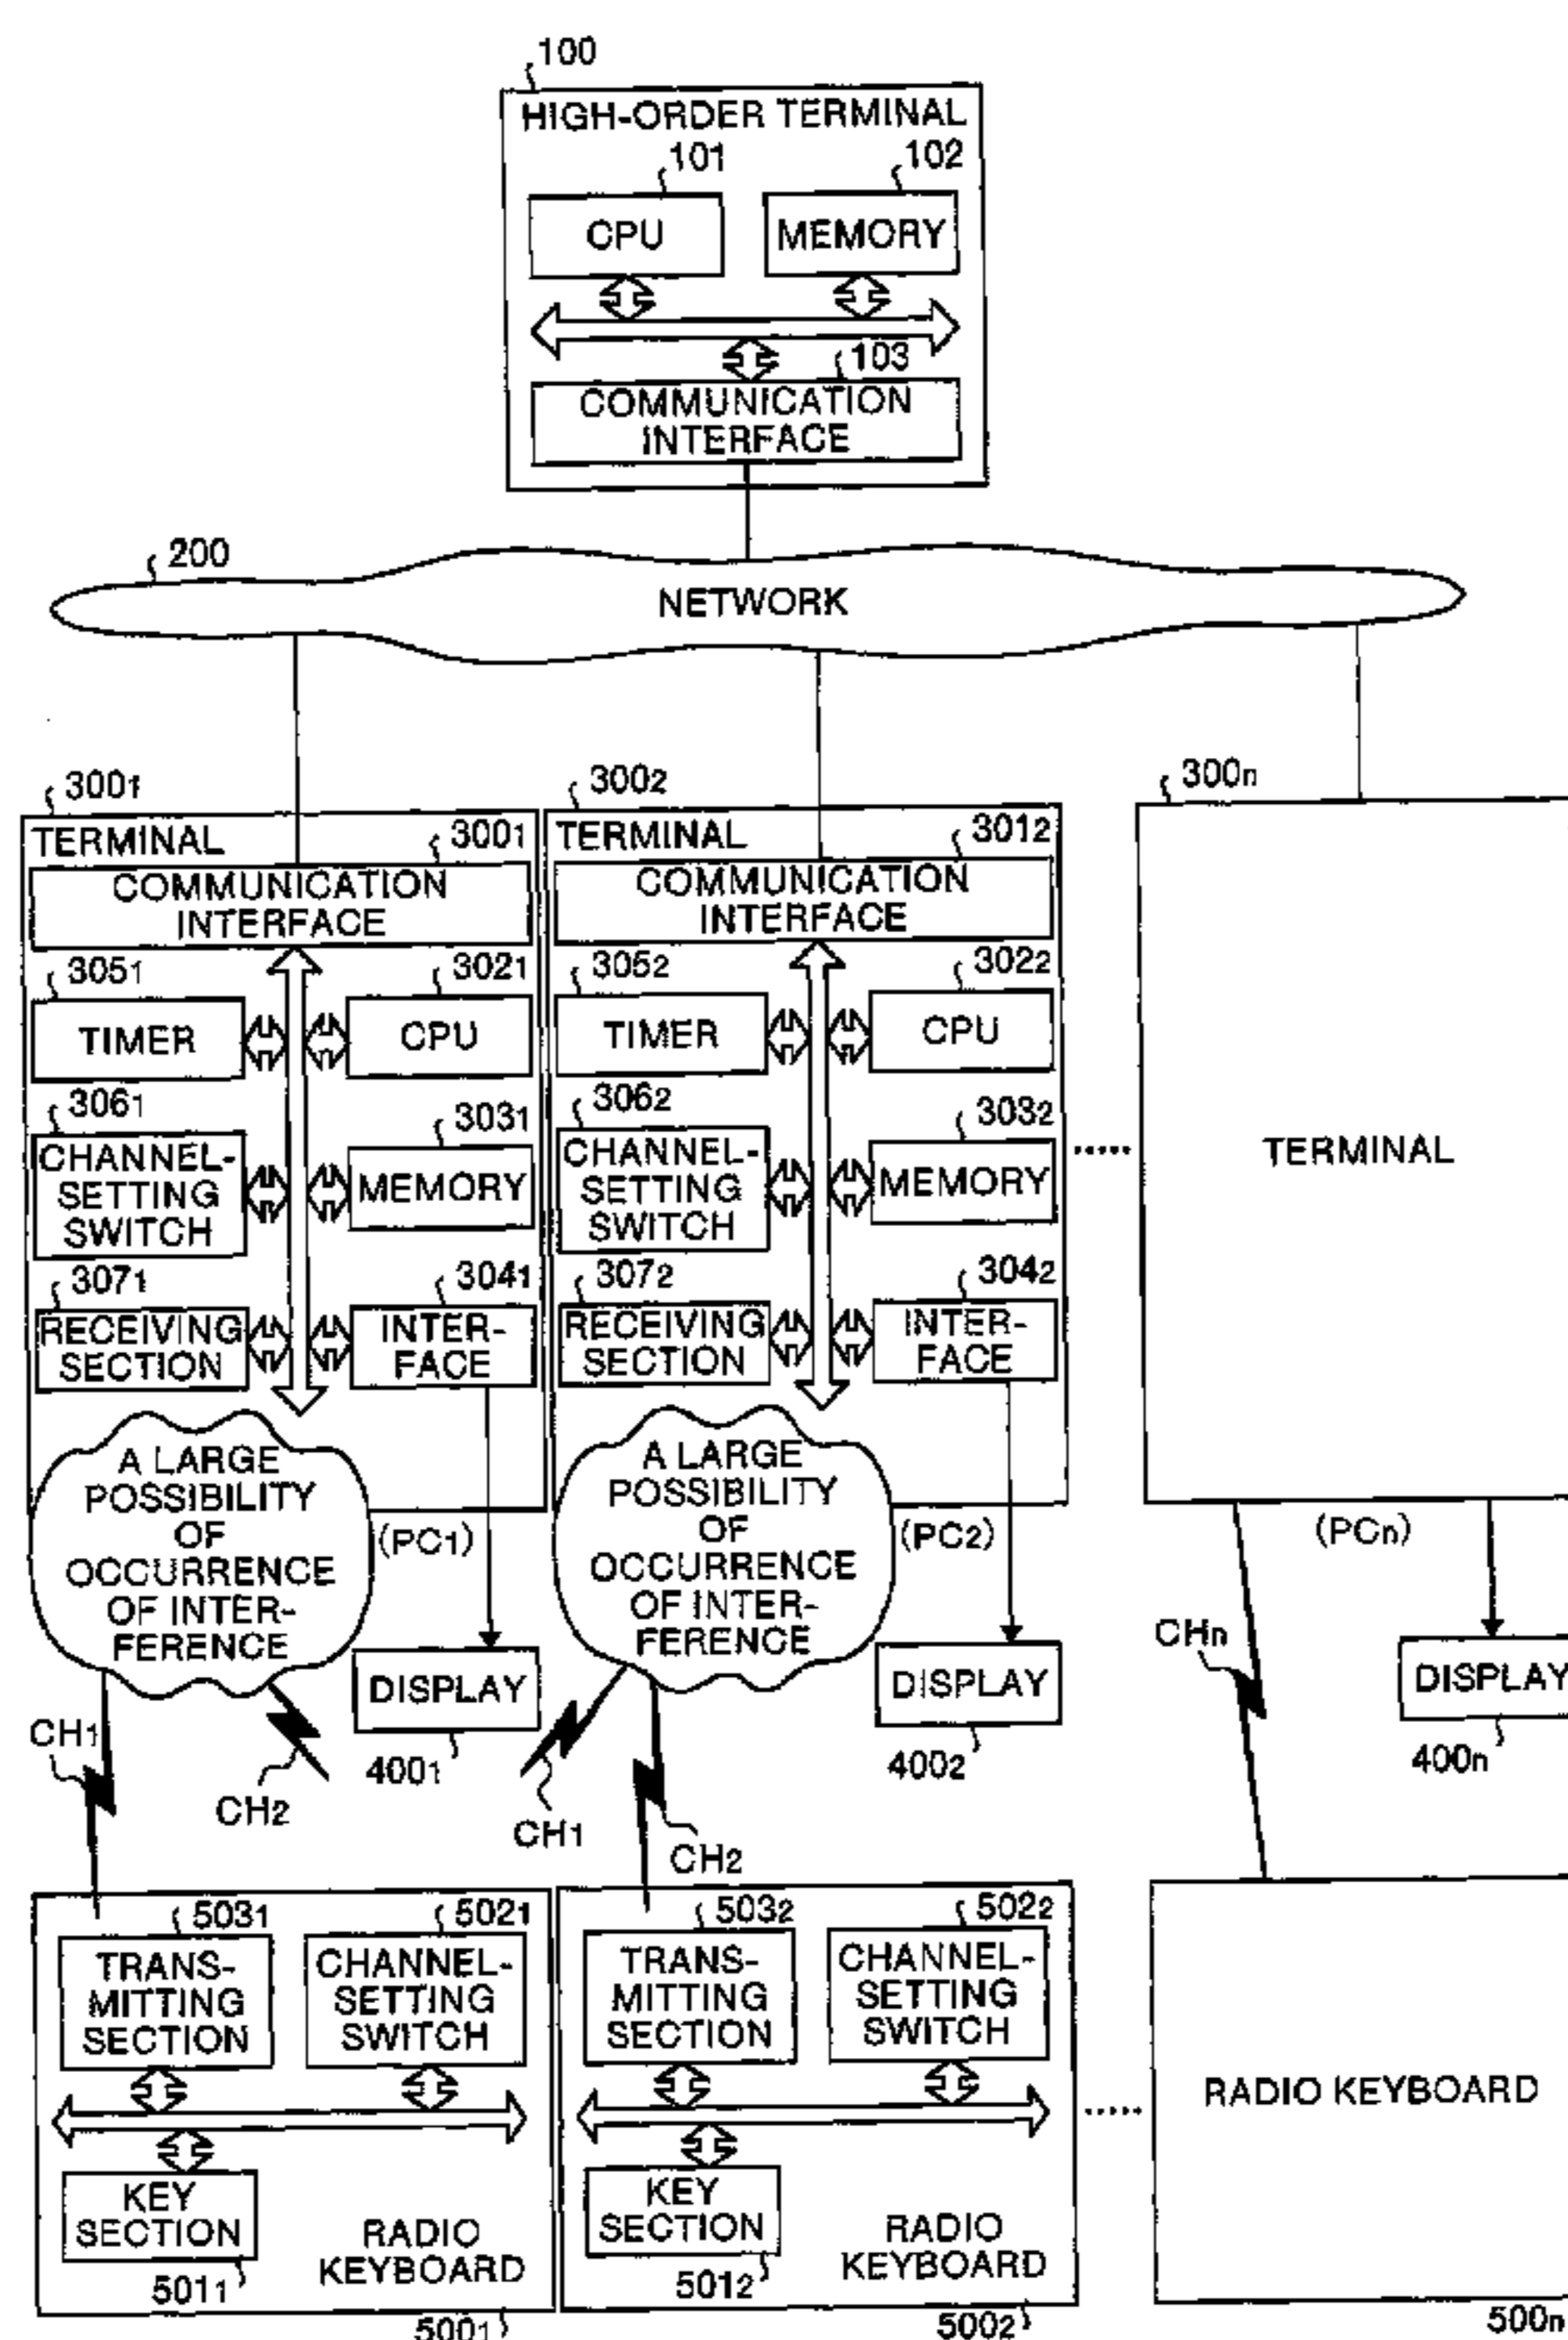 100
HIGH-ORDER TERMINAL
101
102
CPU
MEMORY
103
COMMUNICATION
INTERFACE
200
NETWORK
3001
TERMINAL
3001
COMMUNICATION
INTERFACE
3051
3021
TIMER
CPU
3061
3031
CHANNEL-
SETTING
SWITCH
MEMORY
3071
3041
RECEIVING
SECTION
INTER-
FACE
A LARGE
POSSIBILITY
OF
OCCURRENCE
OF INTER-
FERENCE
(PC1)
DISPLAY
4001
CH1
CH2
3002
TERMINAL
3012
COMMUNICATION
INTERFACE
3052
3022
TIMER
CPU
3062
3032
CHANNEL-
SETTING
SWITCH
MEMORY
3072
3042
RECEIVING
SECTION
INTER-
FACE
A LARGE
POSSIBILITY
OF
OCCURRENCE
OF INTER-
FERENCE
(PC2)
DISPLAY
4002
CH1
CH2
......
300n
TERMINAL
(PCn)
CHn
DISPLAY
400n
5031
5021
TRANS-
MITTING
SECTION
CHANNEL-
SETTING
SWITCH
KEY
SECTION
5011
RADIO
KEYBOARD
5001
5032
5022
TRANS-
MITTING
SECTION
CHANNEL-
SETTING
SWITCH
KEY
SECTION
5012
RADIO
KEYBOARD
5002
......
RADIO KEYBOARD
500n